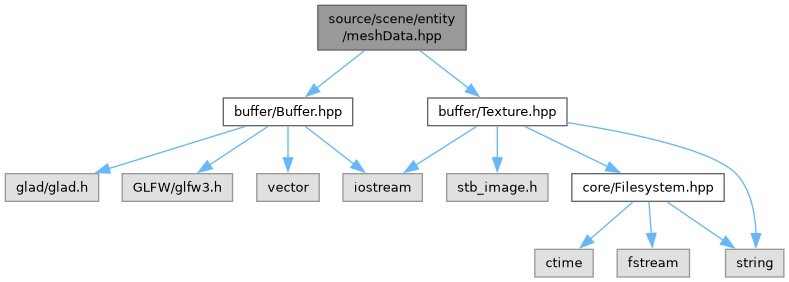 source/scene/entity
/meshData.hpp
buffer/Buffer.hpp
buffer/Texture.hpp
glad/glad.h
GLFW/glfw3.h
vector
iostream
stb_image.h
core/Filesystem.hpp
ctime
fstream
string